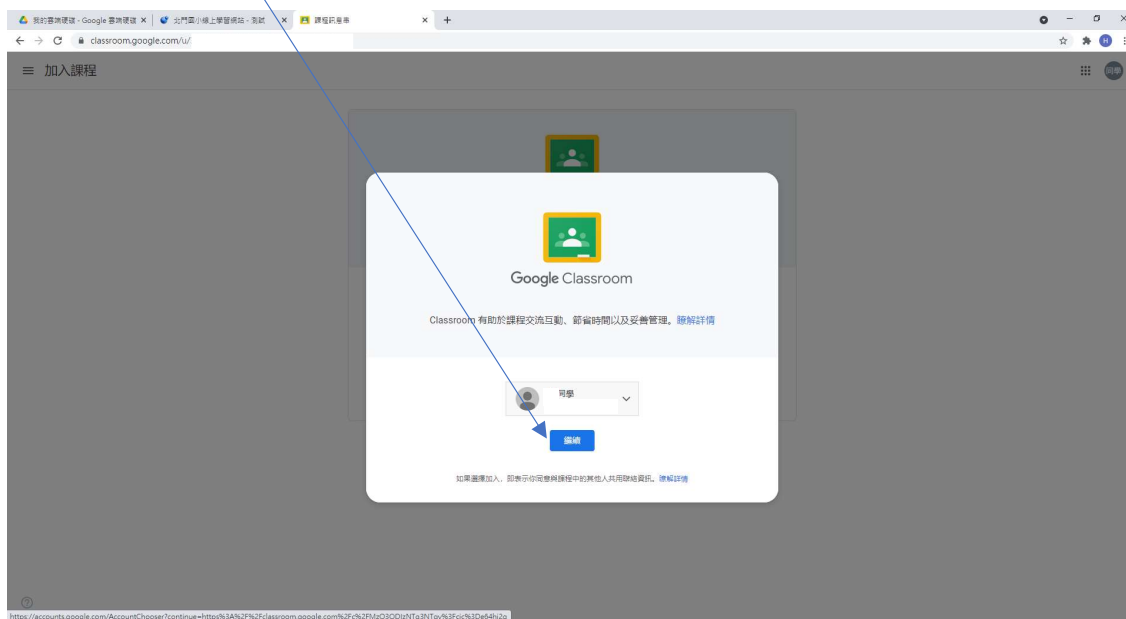 我的雲端硬碟 - Google 雲端硬碟
北門國小線上學習網站 - 測試
課程訊息串
classroom.google.com/u/
H
加入課程
同學
Google Classroom
Classroom 有助於課程交流互動、節省時間以及妥善管理。瞭解詳情
同學
繼續
如果選擇加入，即表示你同意與課程中的其他人共用聯絡資訊。瞭解詳情